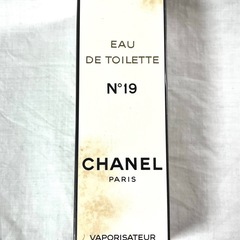 EAU
DE TOILETTE
N°19
CHANEL
PARIS
VAPORISATEUR